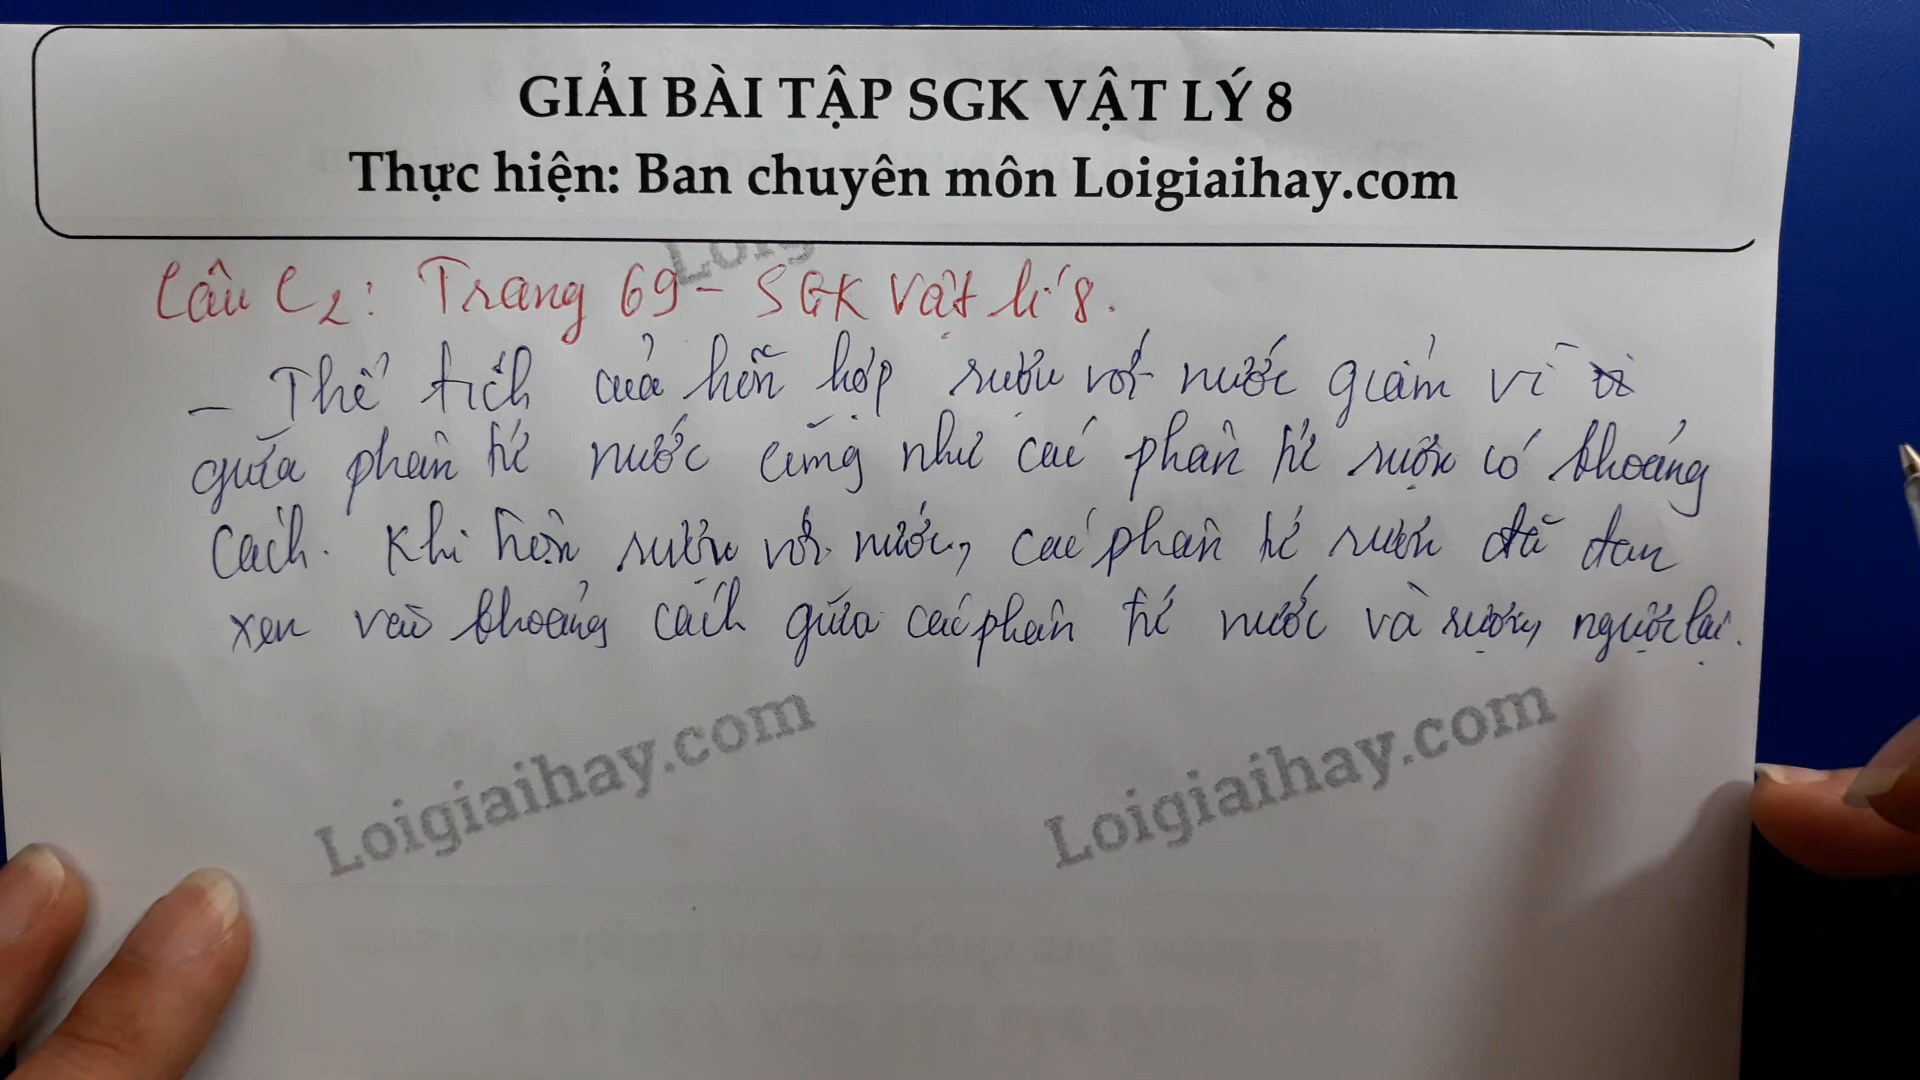 GIẢI BÀI TẬP SGK VẬT LÝ 8
Thực hiện: Ban chuyên môn Loigiaihay.com
Câu C2: Trang 69 - SGK Vật lí 8.
- Thể tích của hỗn hợp rượu với nước giảm vì
giữa phân tử nước cũng như các phân tử rượu có khoảng
cách. Khi trộn rượu với nước, các phân tử rượu đã đan
xen vào khoảng cách giữa các phân tử nước và rượu, ngược lại.
Loigiaihay.com
Loigiaihay.com